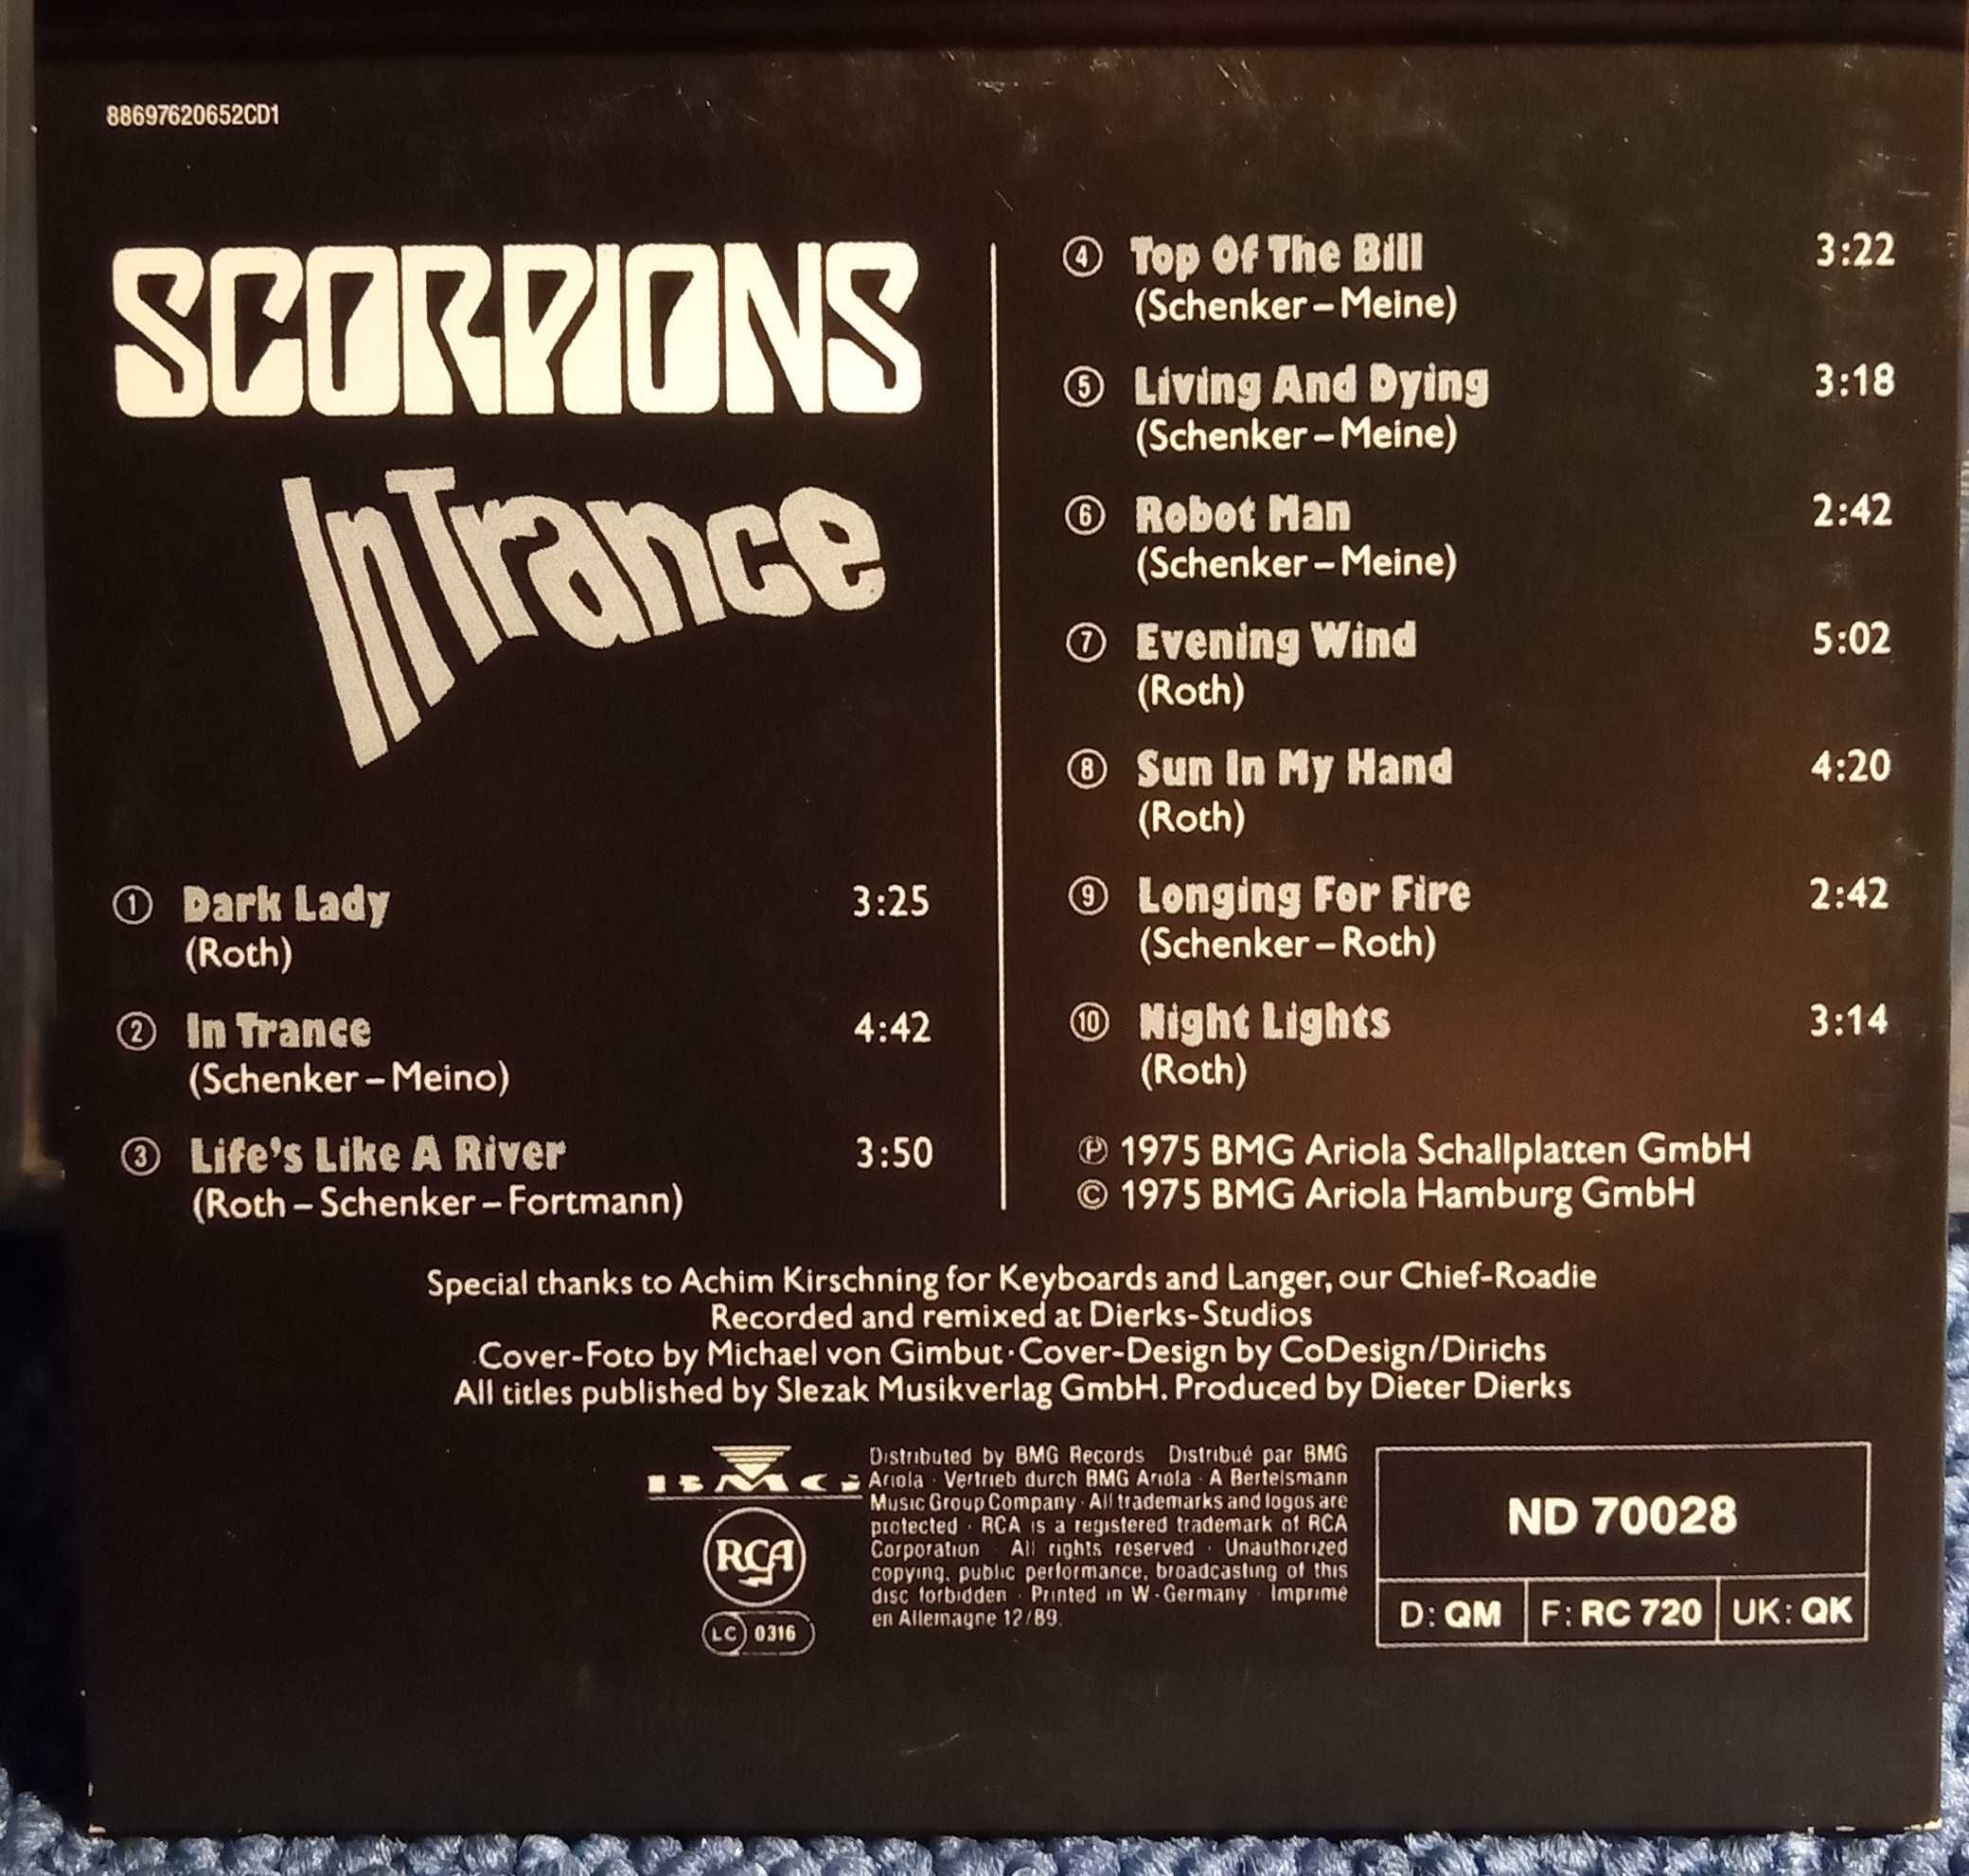 88697620652CD1
SCORPIONS
In Trance
1 Dark Lady 3:25
(Roth)
2 In Trance 4:42
(Schenker – Meino)
3 Life's Like A River 3:50
(Roth – Schenker – Fortmann)
4 Top Of The Bill 3:22
(Schenker – Meine)
5 Living And Dying 3:18
(Schenker – Meine)
6 Robot Man 2:42
(Schenker – Meine)
7 Evening Wind 5:02
(Roth)
8 Sun In My Hand 4:20
(Roth)
9 Longing For Fire 2:42
(Schenker – Roth)
10 Night Lights 3:14
(Roth)
℗ 1975 BMG Ariola Schallplatten GmbH
© 1975 BMG Ariola Hamburg GmbH
Special thanks to Achim Kirschning for Keyboards and Langer, our Chief-Roadie
Recorded and remixed at Dierks-Studios
Cover-Foto by Michael von Gimbut · Cover-Design by CoDesign/Dirichs
All titles published by Slezak Musikverlag GmbH. Produced by Dieter Dierks
BMG
RCA
LC 0316
Distributed by BMG Records Distribué par BMG
Ariola · Vertrieb durch BMG Ariola · A Bertelsmann
Music Group Company · All trademarks and logos are
protected · RCA is a registered trademark of RCA
Corporation All rights reserved · Unauthorized
copying, public performance, broadcasting of this
disc forbidden · Printed in W.-Germany · Imprimé
en Allemagne 12/89.
ND 70028
D: QM F: RC 720 UK: QK